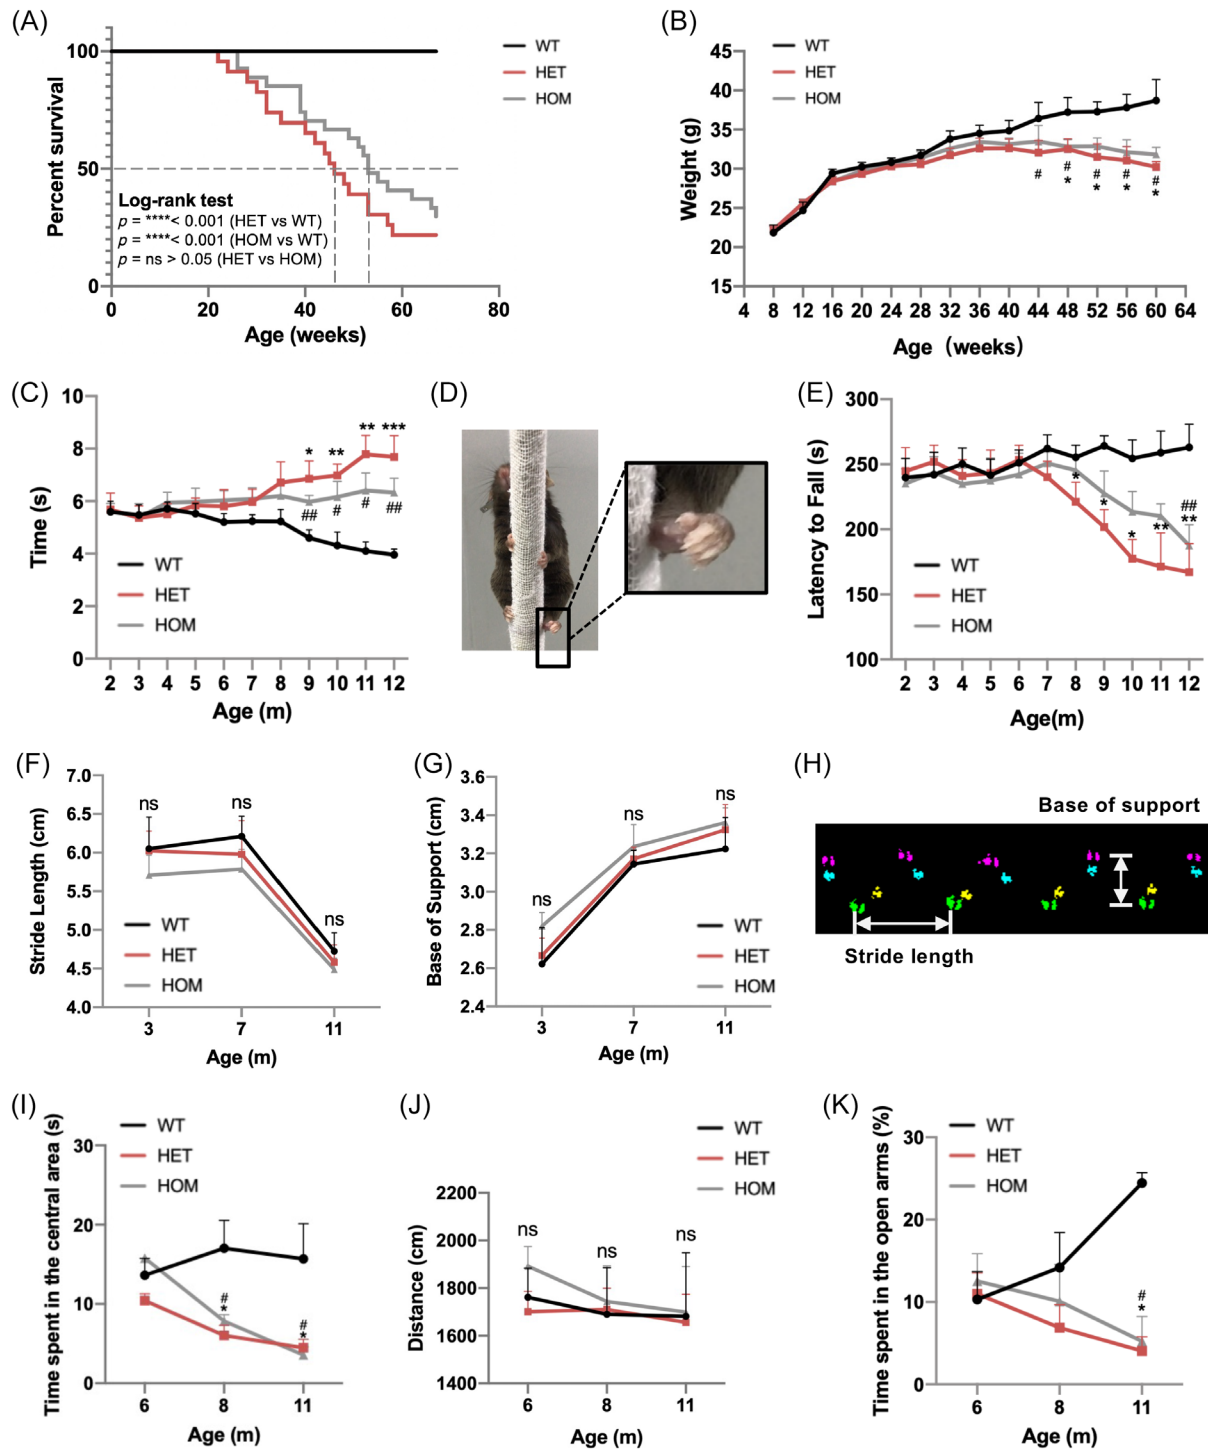 (A)
WT
HET
HOM
Percent survival
100
50
0
Log-rank test
p = ****< 0.001 (HET vs WT)
p = ****< 0.001 (HOM vs WT)
p = ns > 0.05 (HET vs HOM)
0 20 40 60 80
Age (weeks)
(B)
WT
HET
HOM
Weight (g)
45
40
35
30
25
20
15
# # # # #
* * * *
4 8 12 16 20 24 28 32 36 40 44 48 52 56 60 64
Age (weeks)
(C)
Time (s)
10
8
6
4
2
0
* ** ** ***
## # # ##
WT
HET
HOM
2 3 4 5 6 7 8 9 10 11 12
Age (m)
(D)
(E)
Latency to Fall (s)
300
250
200
150
100
##
* * * ** **
WT
HET
HOM
2 3 4 5 6 7 8 9 10 11 12
Age(m)
(F)
Stride Length (cm)
7.0
6.5
6.0
5.5
5.0
4.5
4.0
ns ns ns
WT
HET
HOM
3 7 11
Age (m)
(G)
Base of Support (cm)
3.6
3.4
3.2
3.0
2.8
2.6
2.4
ns ns ns
WT
HET
HOM
3 7 11
Age (m)
(H)
Base of support
Stride length
(I)
WT
HET
HOM
Time spent in the central area (s)
30
20
10
0
# #
* *
6 8 11
Age (m)
(J)
WT
HET
HOM
Distance (cm)
2200
2000
1800
1600
1400
ns ns ns
6 8 11
Age (m)
(K)
WT
HET
HOM
Time spent in the open arms (%)
30
20
10
0
#
*
6 8 11
Age (m)